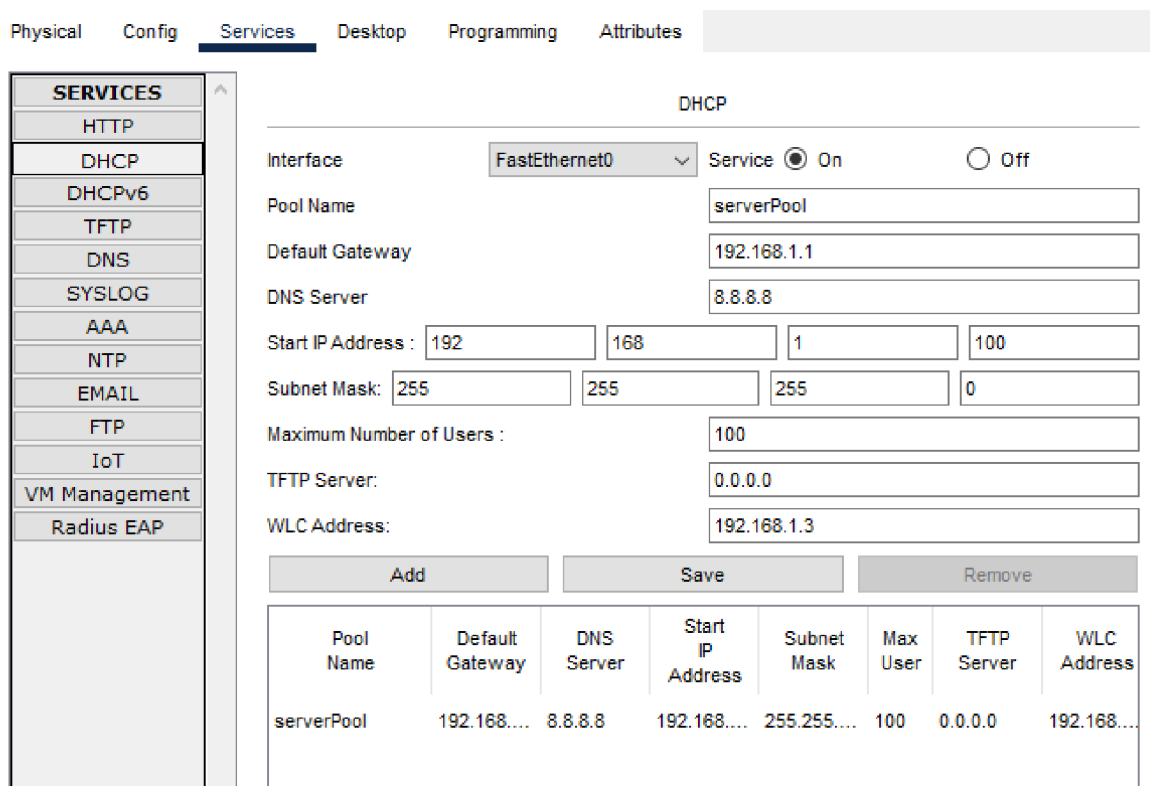 Physical Config Services Desktop Programming Attributes
SERVICES
HTTP
DHCP
DHCPv6
TFTP
DNS
SYSLOG
AAA
NTP
EMAIL
FTP
IoT
VM Management
Radius EAP
DHCP
Interface FastEthernet0 Service On Off
Pool Name serverPool
Default Gateway 192.168.1.1
DNS Server 8.8.8.8
Start IP Address : 192 168 1 100
Subnet Mask: 255 255 255 0
Maximum Number of Users : 100
TFTP Server: 0.0.0.0
WLC Address: 192.168.1.3
Add Save Remove
Pool Name Default Gateway DNS Server Start IP Address Subnet Mask Max User TFTP Server WLC Address
serverPool 192.168.... 8.8.8.8 192.168.... 255.255.... 100 0.0.0.0 192.168....